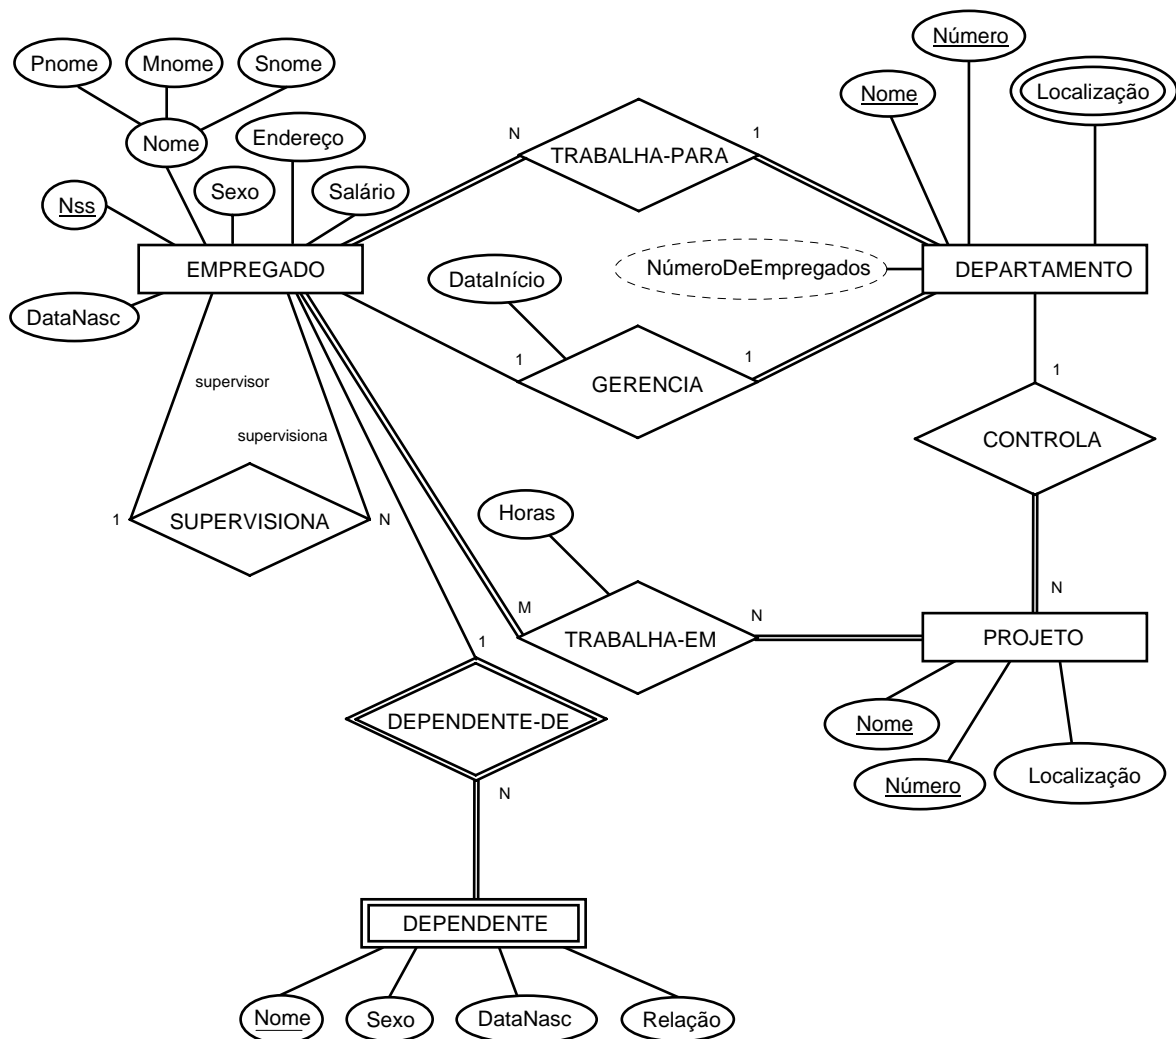 Número
Pnome
Mnome
Snome
Localização
Nome
Endereço
Nome
N
1
TRABALHA-PARA
Sexo
Salário
Nss
EMPREGADO
NúmeroDeEmpregados
DEPARTAMENTO
DataInício
DataNasc
1
1
1
supervisor
GERENCIA
supervisiona
CONTROLA
1
SUPERVISIONA
N
Horas
N
M
N
TRABALHA-EM
PROJETO
1
DEPENDENTE-DE
Nome
Número
Localização
N
DEPENDENTE
Nome
Sexo
DataNasc
Relação